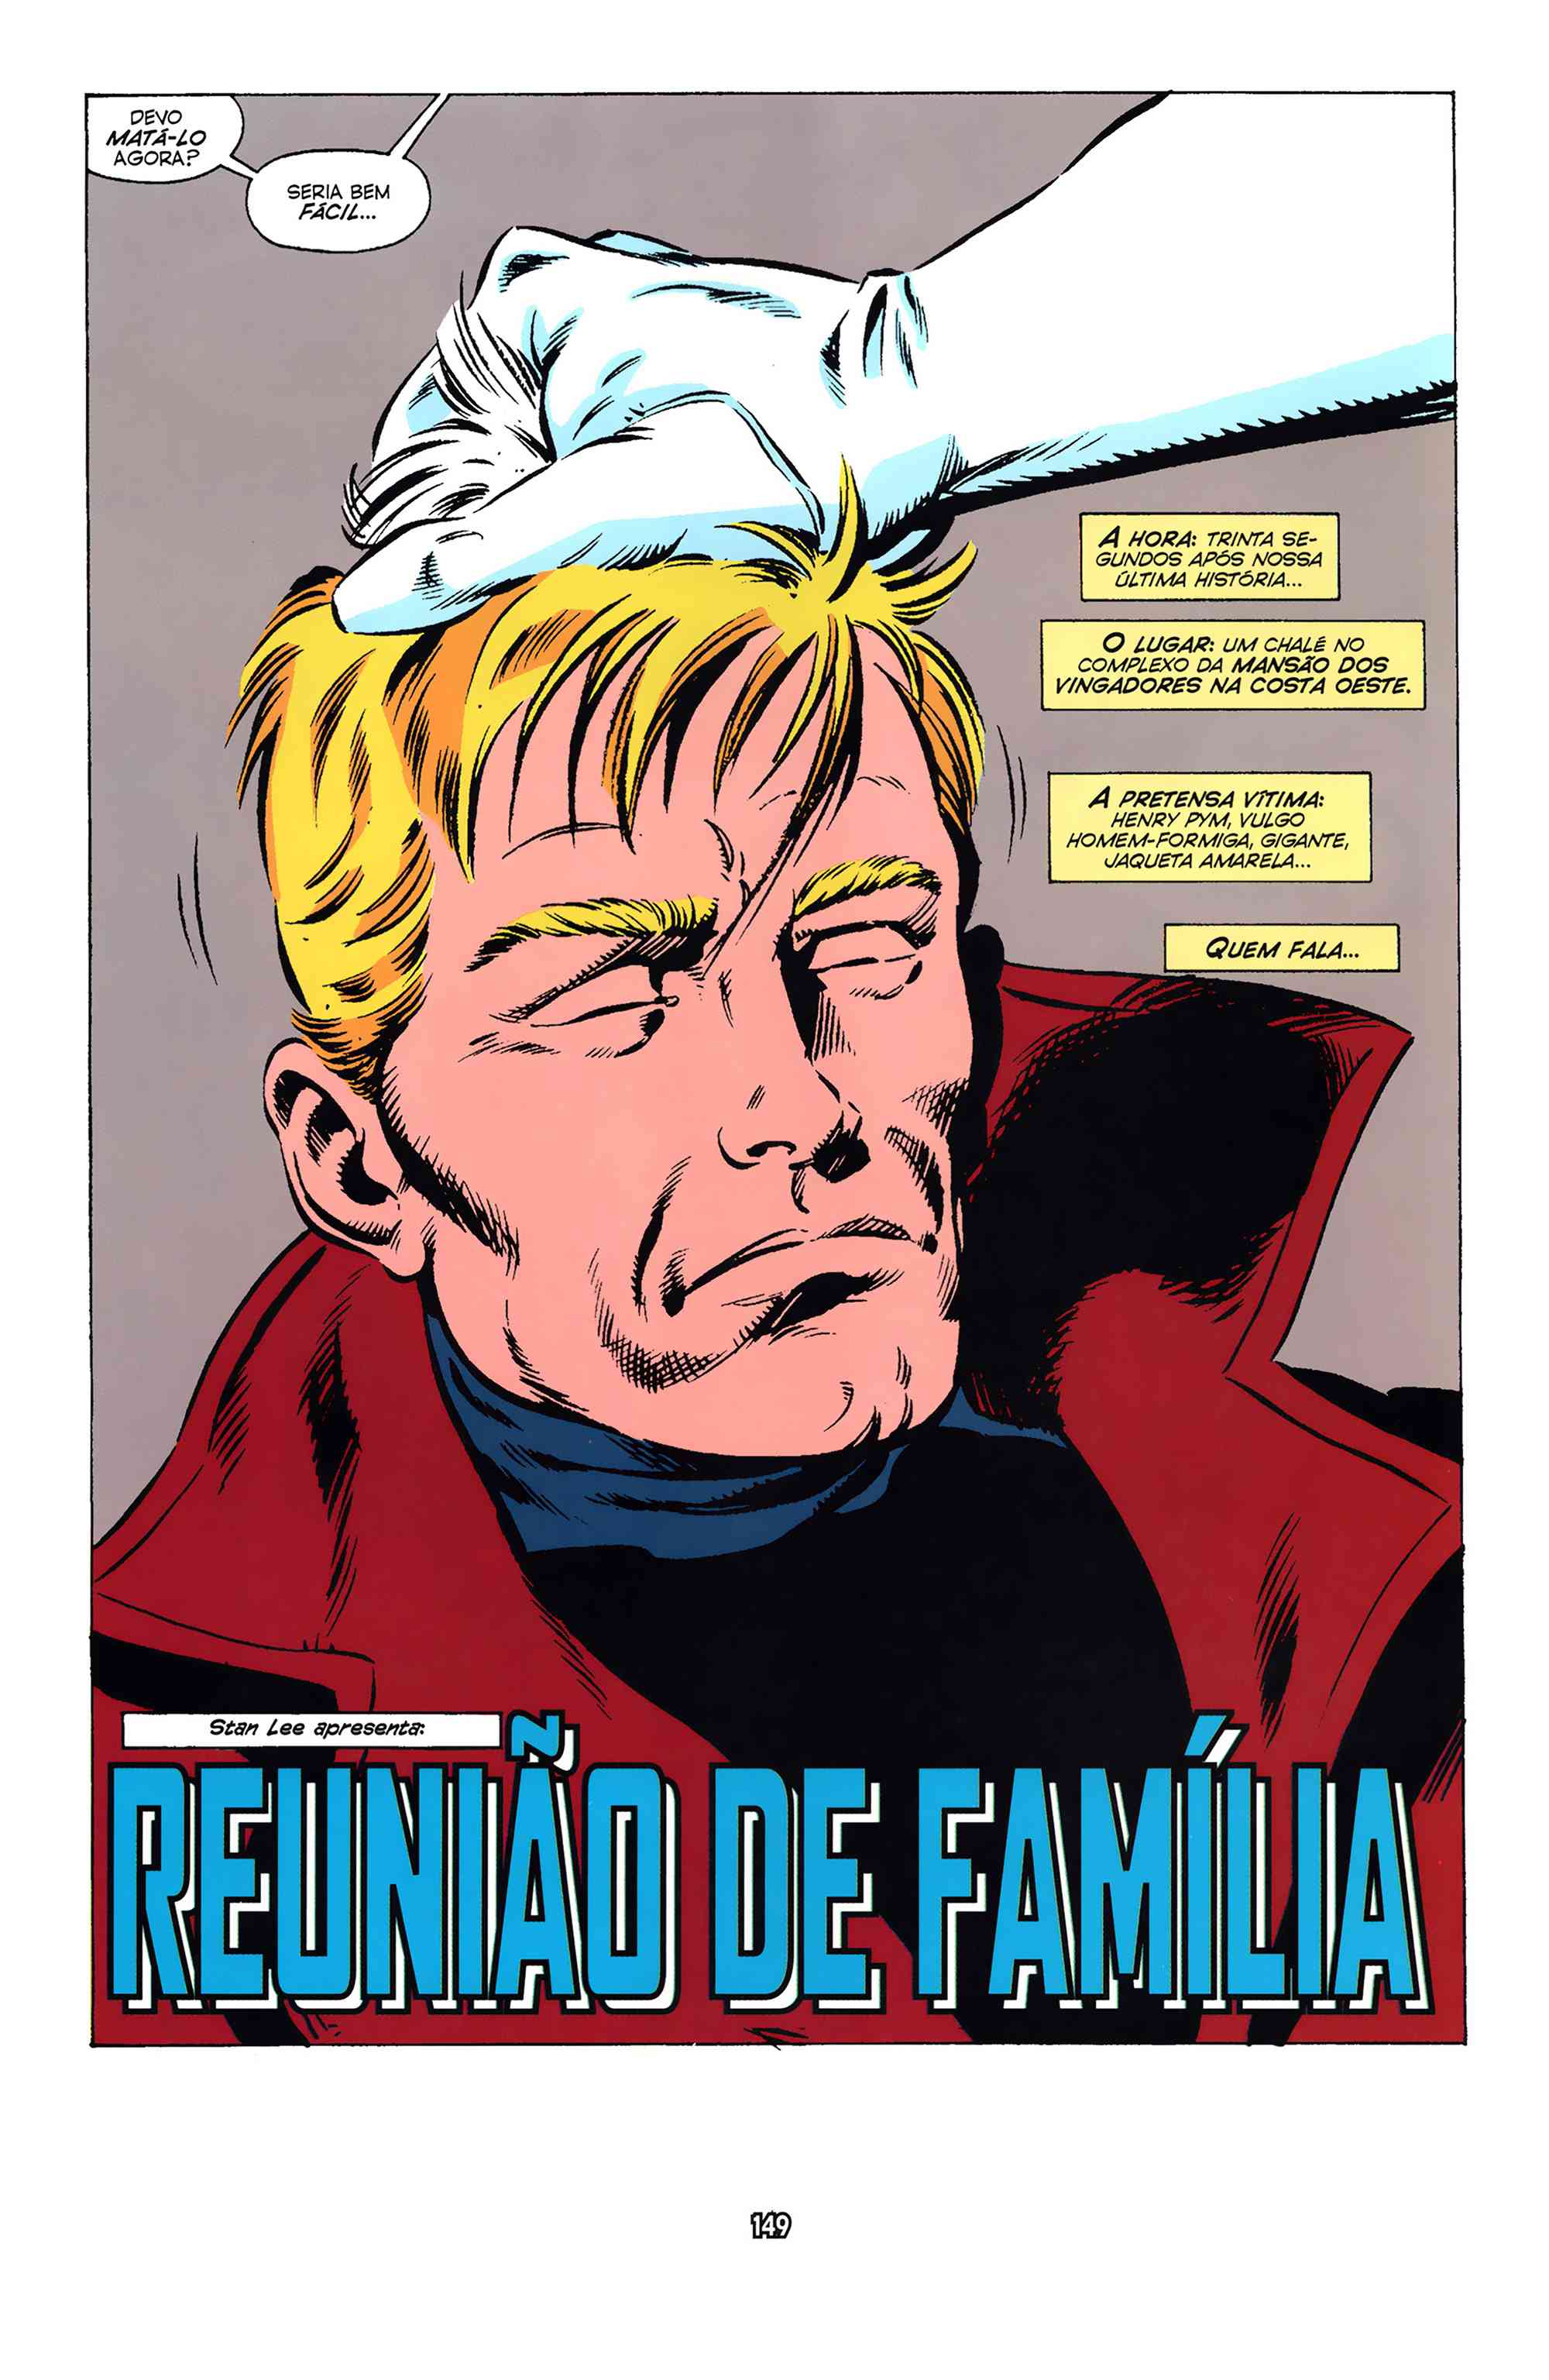 DEVO
MATÁ-LO
AGORA?
SERIA BEM
FÁCIL...
A HORA: TRINTA SE-
GUNDOS APÓS NOSSA
ÚLTIMA HISTÓRIA...
O LUGAR: UM CHALÉ NO
COMPLEXO DA MANSÃO DOS
VINGADORES NA COSTA OESTE.
A PRETENSA VÍTIMA:
HENRY PYM, VULGO
HOMEM-FORMIGA, GIGANTE,
JAQUETA AMARELA...
QUEM FALA...
Stan Lee apresenta:
REUNIÃO DE FAMÍLIA
149